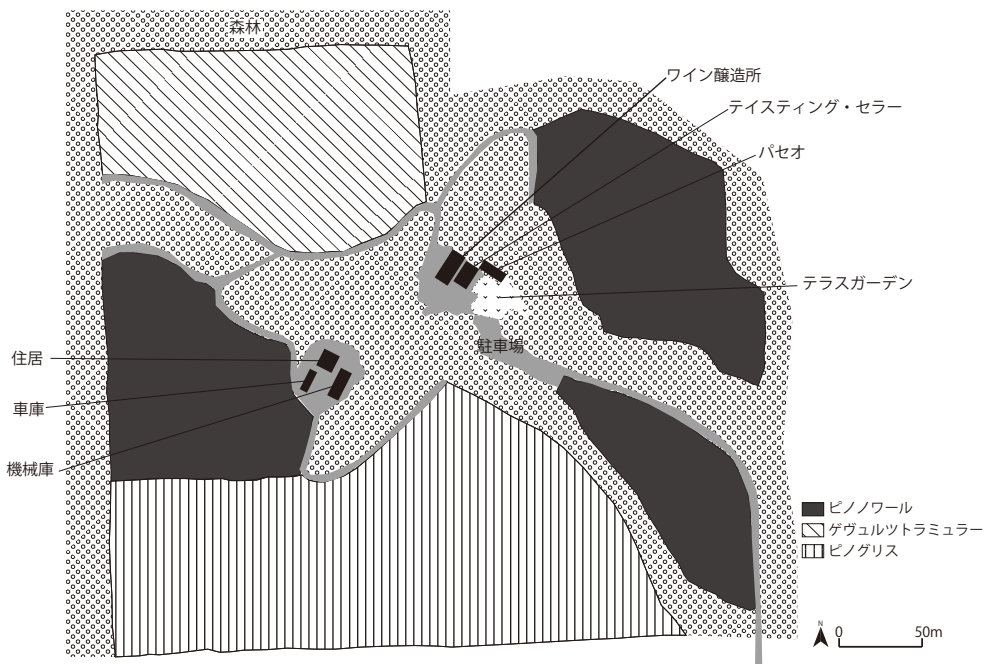 森林
ワイン醸造所
テイスティング・セラー
パセオ
テラスガーデン
駐車場
住居
車庫
機械庫
ピノノワール
ゲヴュルツトラミュラー
ピノグリス
N
0 50m